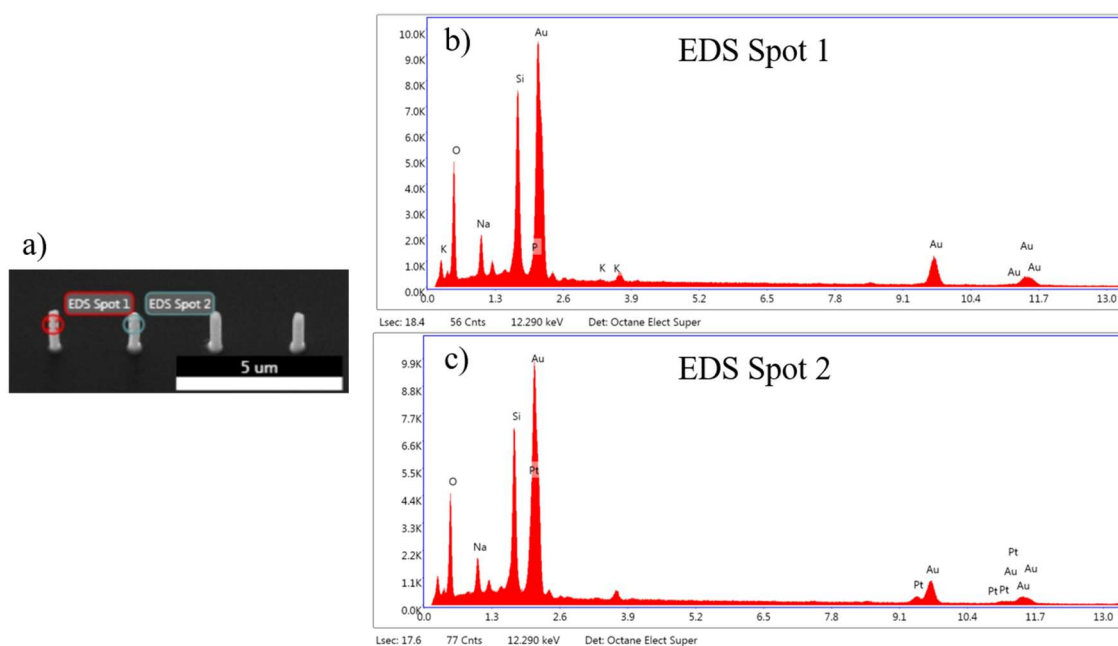 a)
EDS Spot 1
EDS Spot 2
5 um
b)
EDS Spot 1
10.0K
9.0K
8.0K
7.0K
6.0K
5.0K
4.0K
3.0K
2.0K
1.0K
0.0K
K
O
Na
Si
Au
P
K
K
Au
Au
Au
Au
0.0
1.3
2.6
3.9
5.2
6.5
7.8
9.1
10.4
11.7
13.0
Lsec: 18.4
56 Cnts
12.290 keV
Det: Octane Elect Super
c)
EDS Spot 2
9.9K
8.8K
7.7K
6.6K
5.5K
4.4K
3.3K
2.2K
1.1K
0.0K
O
Na
Si
Au
Pt
Pt
Au
Pt
Au
Au
Pt
Pt
Au
0.0
1.3
2.6
3.9
5.2
6.5
7.8
9.1
10.4
11.7
13.0
Lsec: 17.6
77 Cnts
12.290 keV
Det: Octane Elect Super